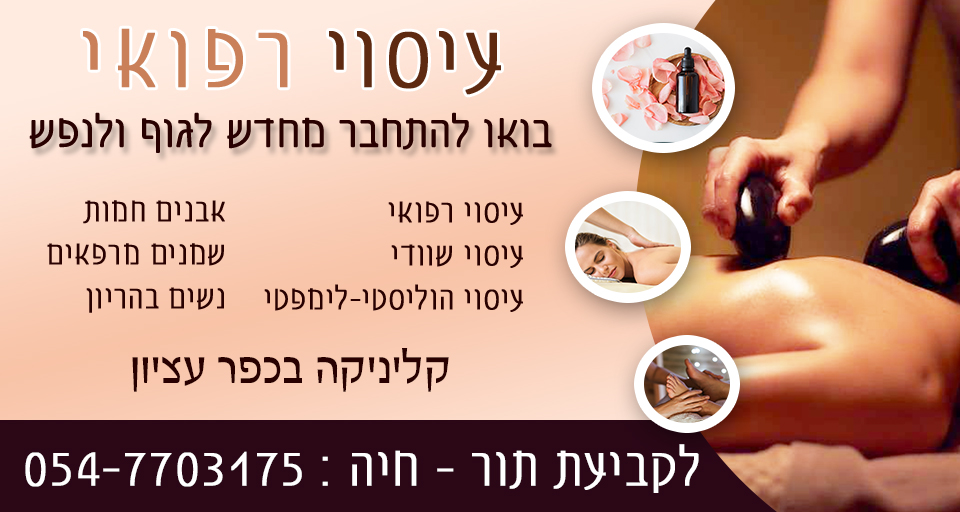 עיסוי רפואי
בואו להתחבר מחדש לגוף ולנפש
עיסוי רפואי
עיסוי שוודי
עיסוי הוליסטי-לימפטי
אבנים חמות
שמנים מרפאים
נשים בהריון
קליניקה בכפר עציון
לקביעת תור - חיה : 054-7703175